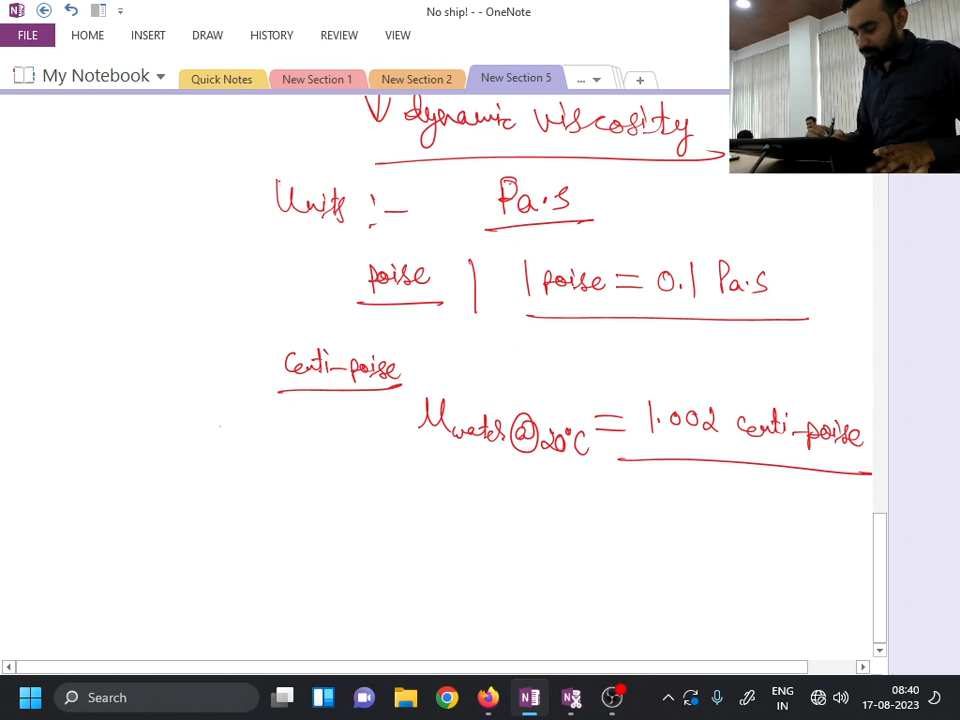 No ship! - - OneNote
FILE HOME INSERT DRAW HISTORY REVIEW VIEW
My Notebook Quick Notes New Section 1 New Section 2 New Section 5 ... +
dynamic viscosity
Units :- Pa.s
poise | 1 poise = 0.1 Pa.s
Centi-poise
μwater@20°C = 1.002 centi-poise
Search
ENG
IN
08:40
17-08-2023